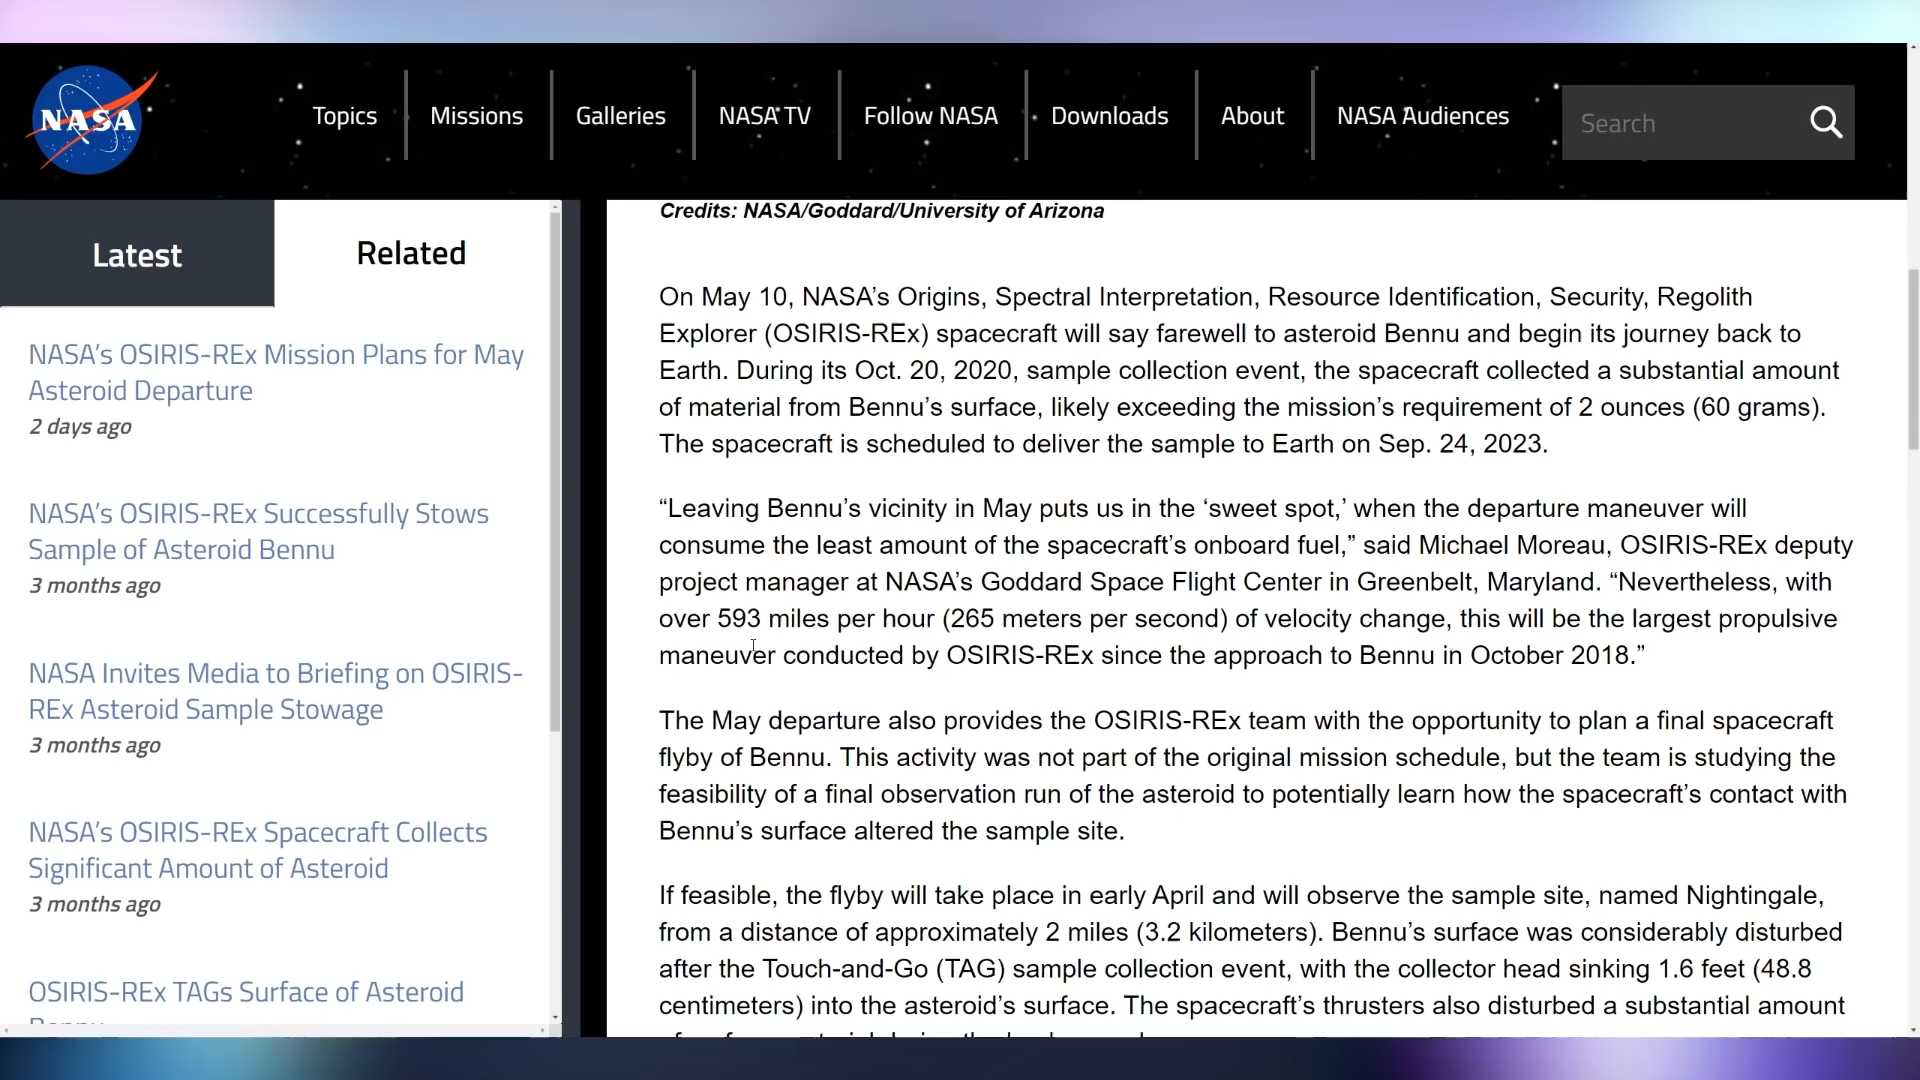 NASA
Topics
Missions
Galleries
NASA TV
Follow NASA
Downloads
About
NASA Audiences
Search
Latest
Related
NASA’s OSIRIS-REx Mission Plans for May
Asteroid Departure
2 days ago
NASA’s OSIRIS-REx Successfully Stows
Sample of Asteroid Bennu
3 months ago
NASA Invites Media to Briefing on OSIRIS-
REx Asteroid Sample Stowage
3 months ago
NASA’s OSIRIS-REx Spacecraft Collects
Significant Amount of Asteroid
3 months ago
OSIRIS-REx TAGs Surface of Asteroid
Credits: NASA/Goddard/University of Arizona
On May 10, NASA’s Origins, Spectral Interpretation, Resource Identification, Security, Regolith
Explorer (OSIRIS-REx) spacecraft will say farewell to asteroid Bennu and begin its journey back to
Earth. During its Oct. 20, 2020, sample collection event, the spacecraft collected a substantial amount
of material from Bennu’s surface, likely exceeding the mission’s requirement of 2 ounces (60 grams).
The spacecraft is scheduled to deliver the sample to Earth on Sep. 24, 2023.
“Leaving Bennu’s vicinity in May puts us in the ‘sweet spot,’ when the departure maneuver will
consume the least amount of the spacecraft’s onboard fuel,” said Michael Moreau, OSIRIS-REx deputy
project manager at NASA’s Goddard Space Flight Center in Greenbelt, Maryland. “Nevertheless, with
over 593 miles per hour (265 meters per second) of velocity change, this will be the largest propulsive
maneuver conducted by OSIRIS-REx since the approach to Bennu in October 2018.”
The May departure also provides the OSIRIS-REx team with the opportunity to plan a final spacecraft
flyby of Bennu. This activity was not part of the original mission schedule, but the team is studying the
feasibility of a final observation run of the asteroid to potentially learn how the spacecraft’s contact with
Bennu’s surface altered the sample site.
If feasible, the flyby will take place in early April and will observe the sample site, named Nightingale,
from a distance of approximately 2 miles (3.2 kilometers). Bennu’s surface was considerably disturbed
after the Touch-and-Go (TAG) sample collection event, with the collector head sinking 1.6 feet (48.8
centimeters) into the asteroid’s surface. The spacecraft’s thrusters also disturbed a substantial amount